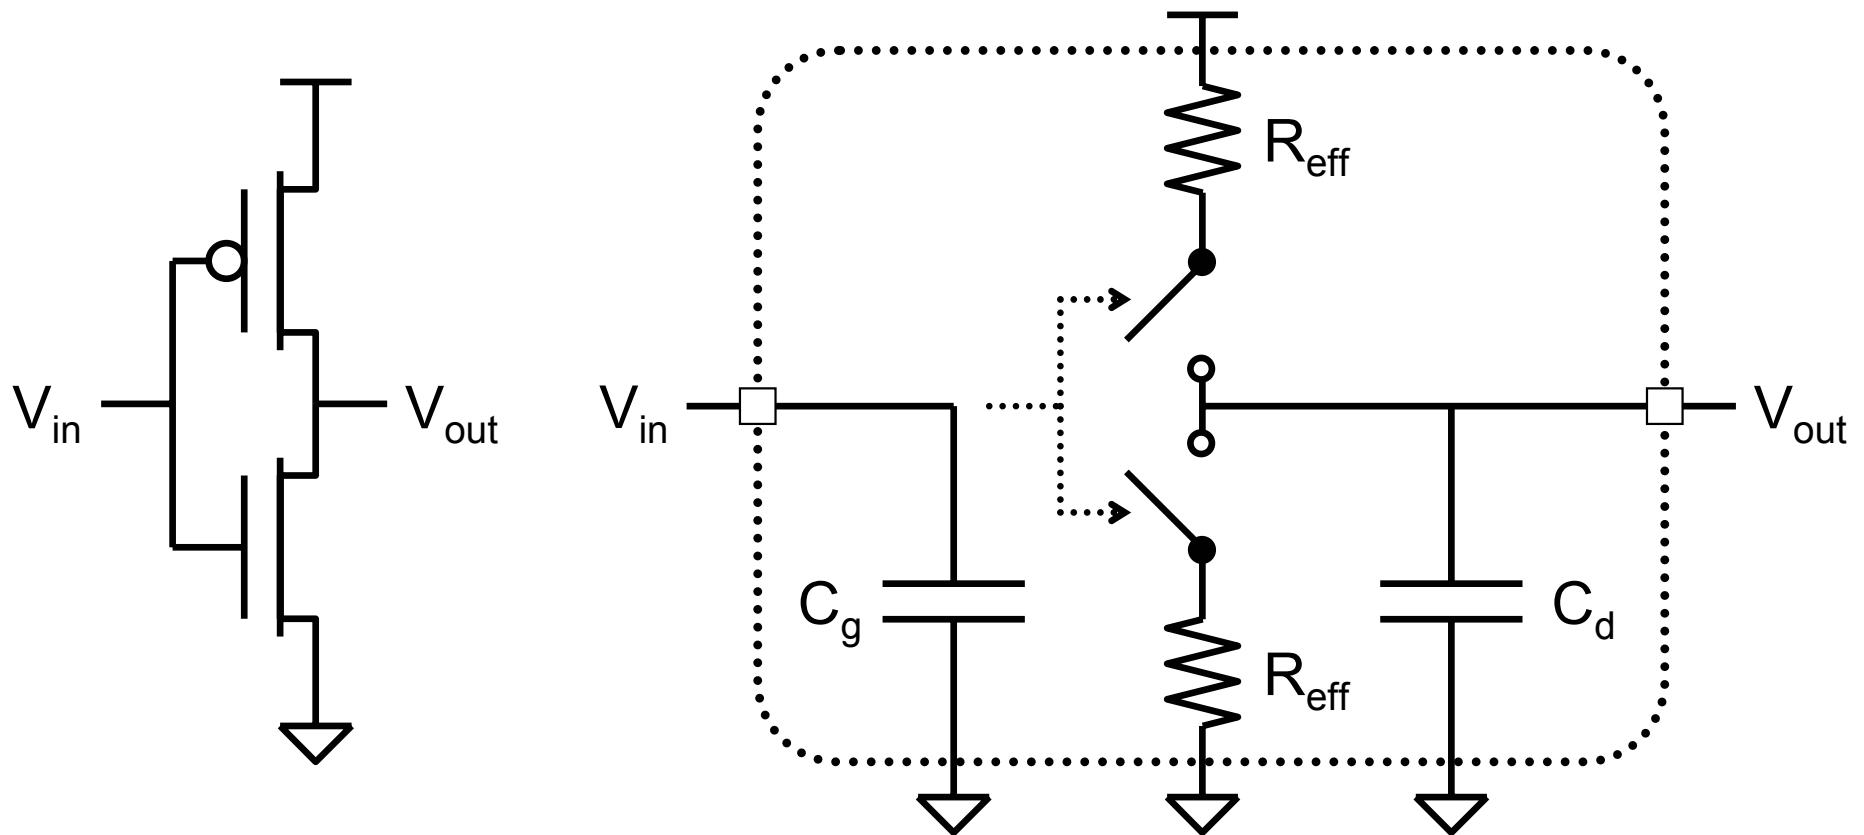 R_eff
V_in
V_out
V_in
V_out
C_g
C_d
R_eff